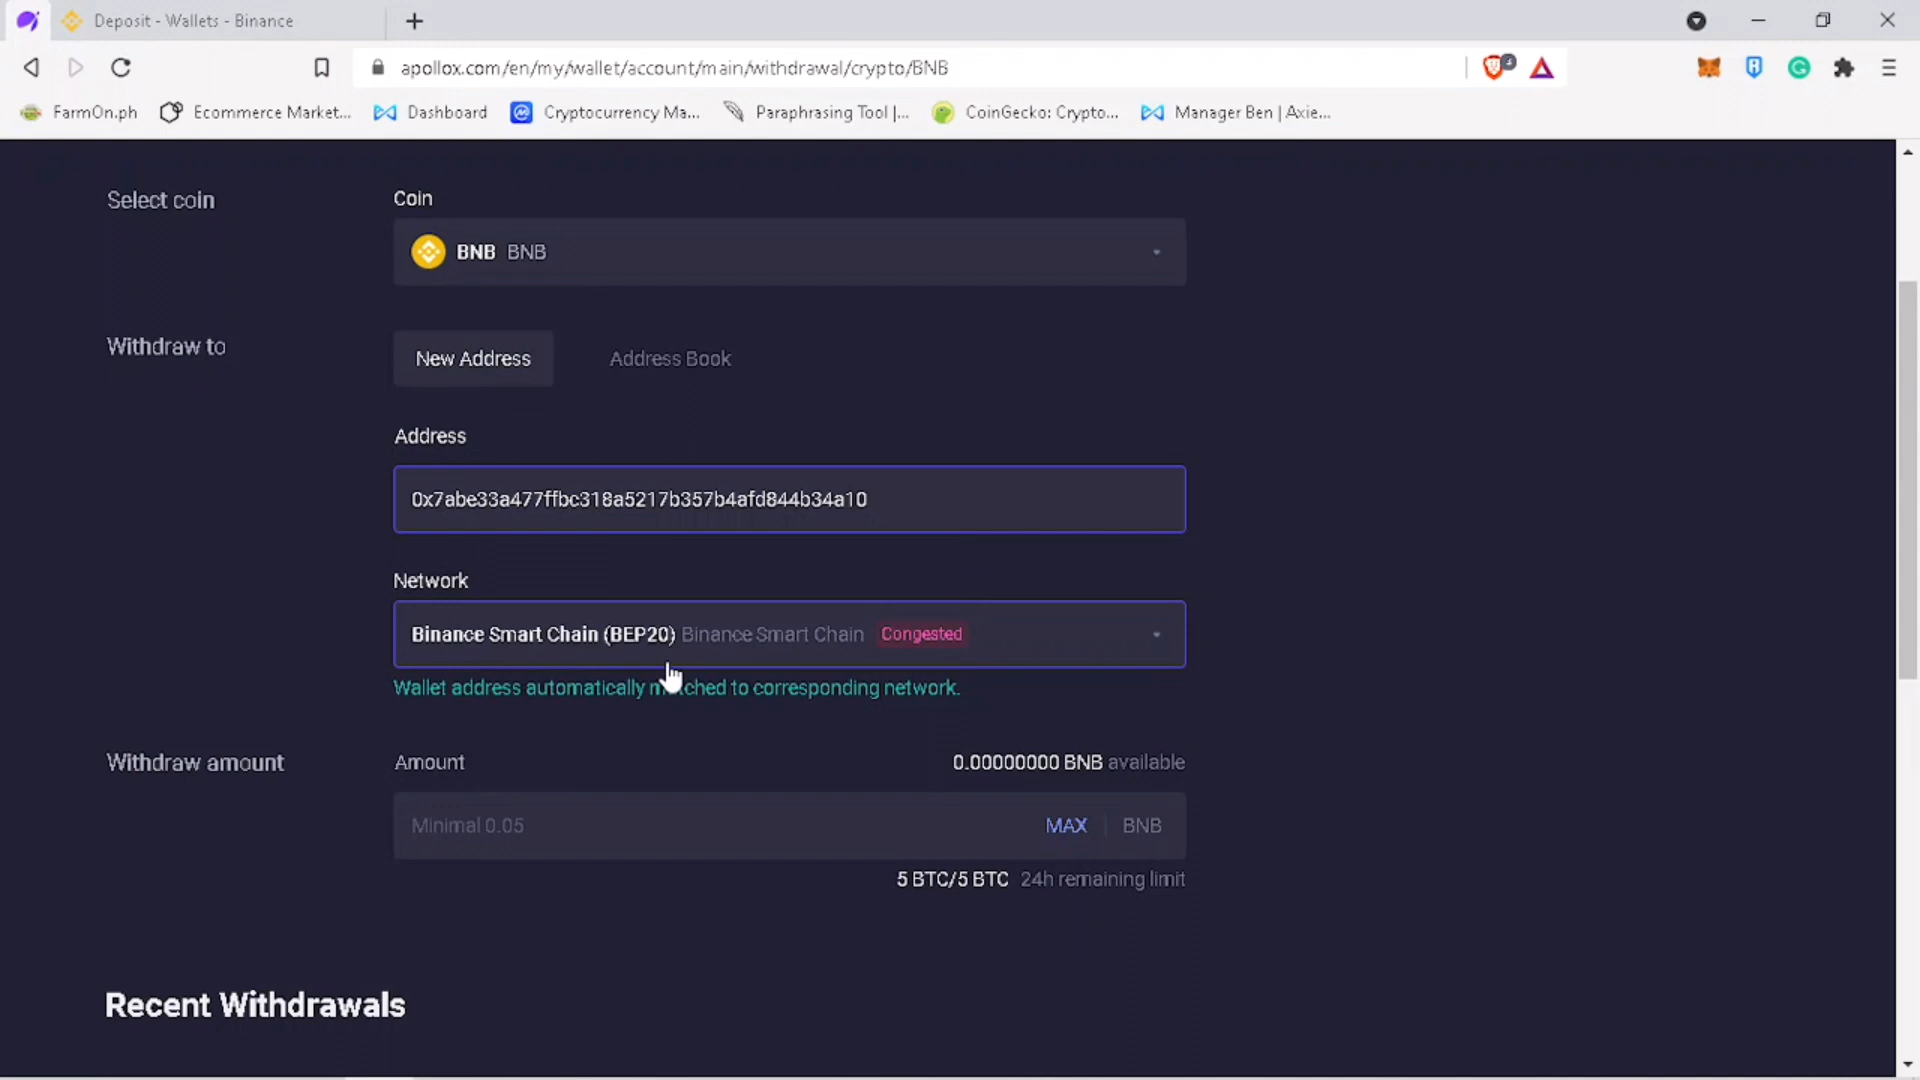 Deposit - Wallets - Binance
apollox.com/en/my/wallet/account/main/withdrawal/crypto/BNB
FarmOn.ph Ecommerce Market... Dashboard Cryptocurrency Ma... Paraphrasing Tool |... CoinGecko: Crypto... Manager Ben | Axie...
Select coin
Coin
BNB BNB
Withdraw to
New Address Address Book
Address
0x7abe33a477ffbc318a5217b357b4afd844b34a10
Network
Binance Smart Chain (BEP20) Binance Smart Chain Congested
Wallet address automatically matched to corresponding network.
Withdraw amount
Amount 0.00000000 BNB available
Minimal 0.05 MAX BNB
5 BTC/5 BTC 24h remaining limit
Recent Withdrawals